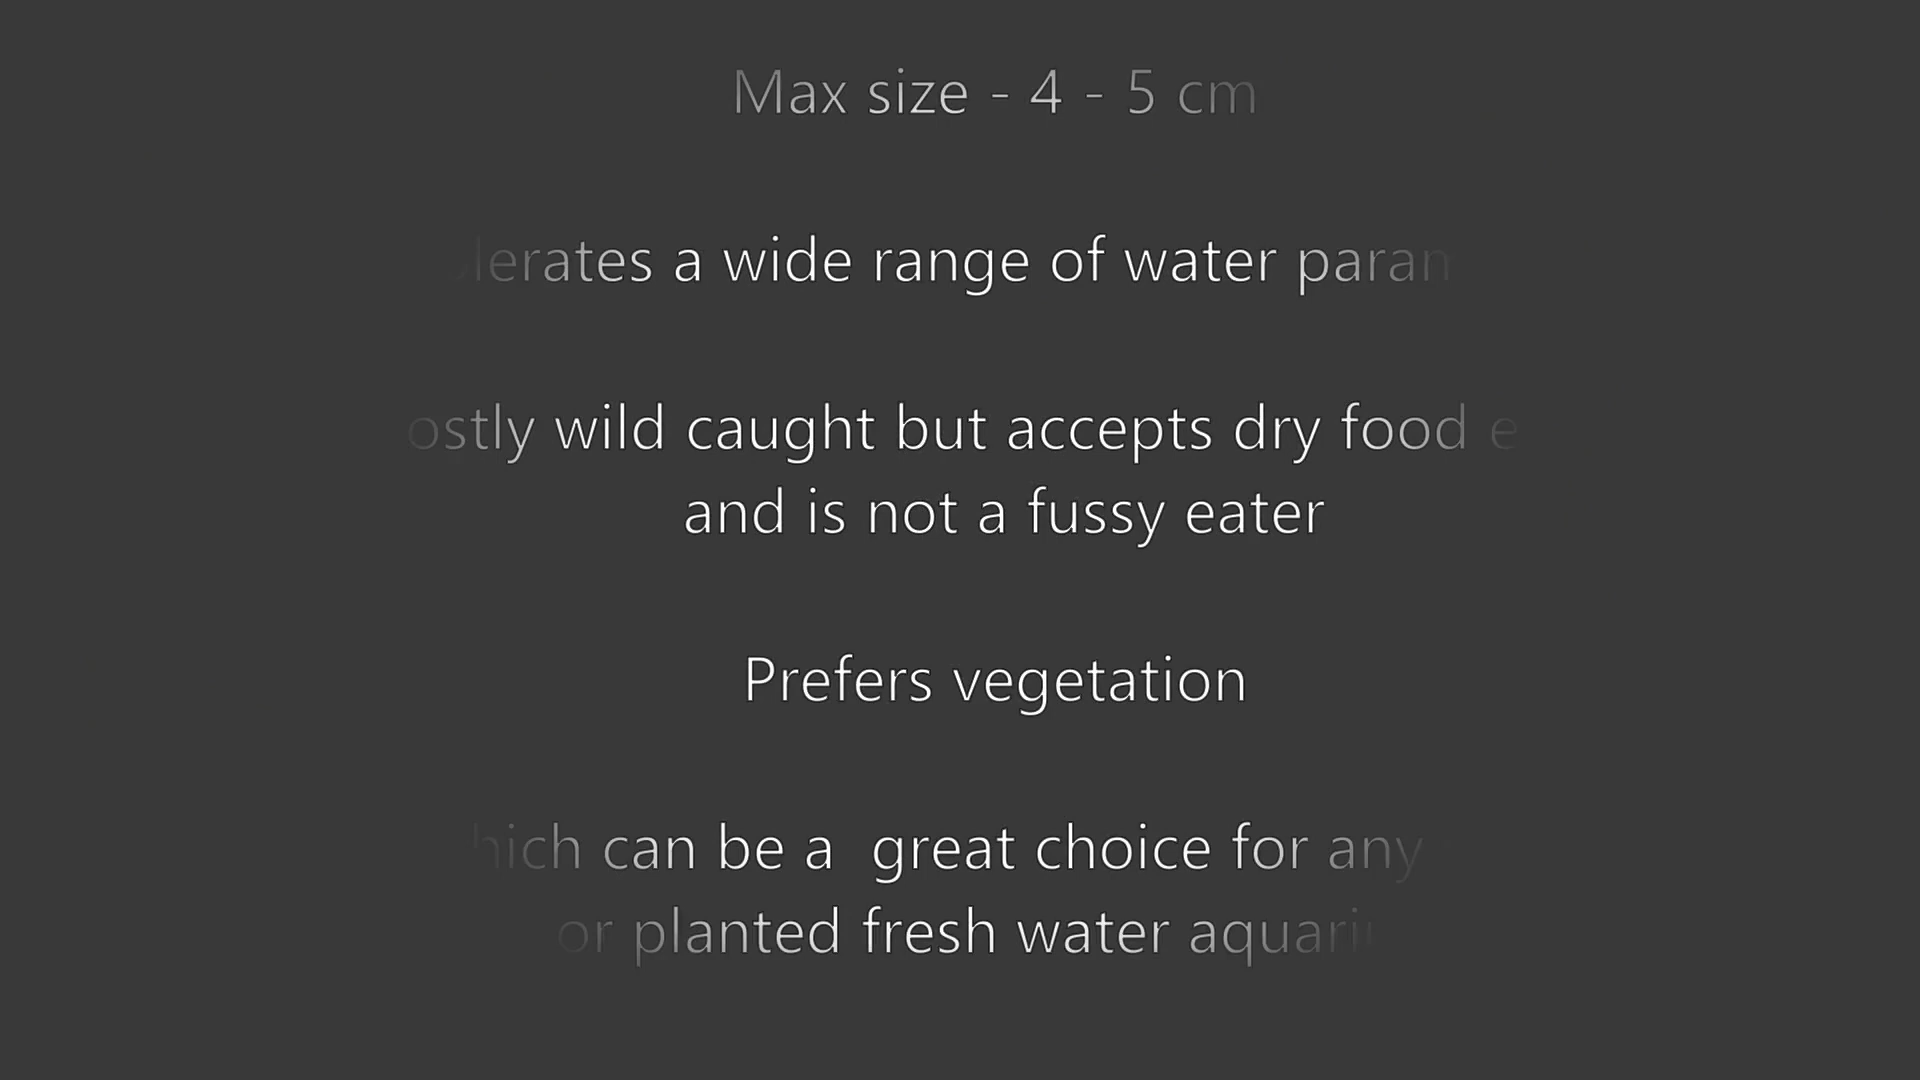 Max size - 4 - 5 cm
lerates a wide range of water param
ostly wild caught but accepts dry food e
and is not a fussy eater
Prefers vegetation
hich can be a great choice for any
or planted fresh water aquari